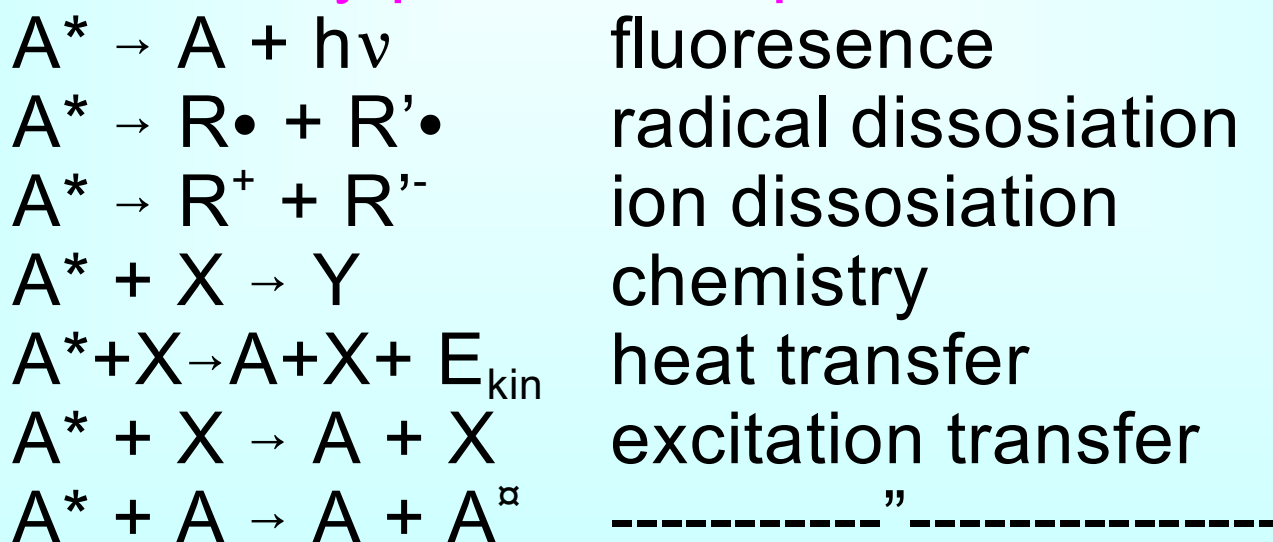 A* → A + hν fluoresence
A* → R• + R’• radical dissosiation
A* → R⁺ + R’⁻ ion dissosiation
A* + X → Y chemistry
A*+X→A+X+ Eₖᵢₙ heat transfer
A* + X → A + X excitation transfer
A* + A → A + A¤ -----------”----------------